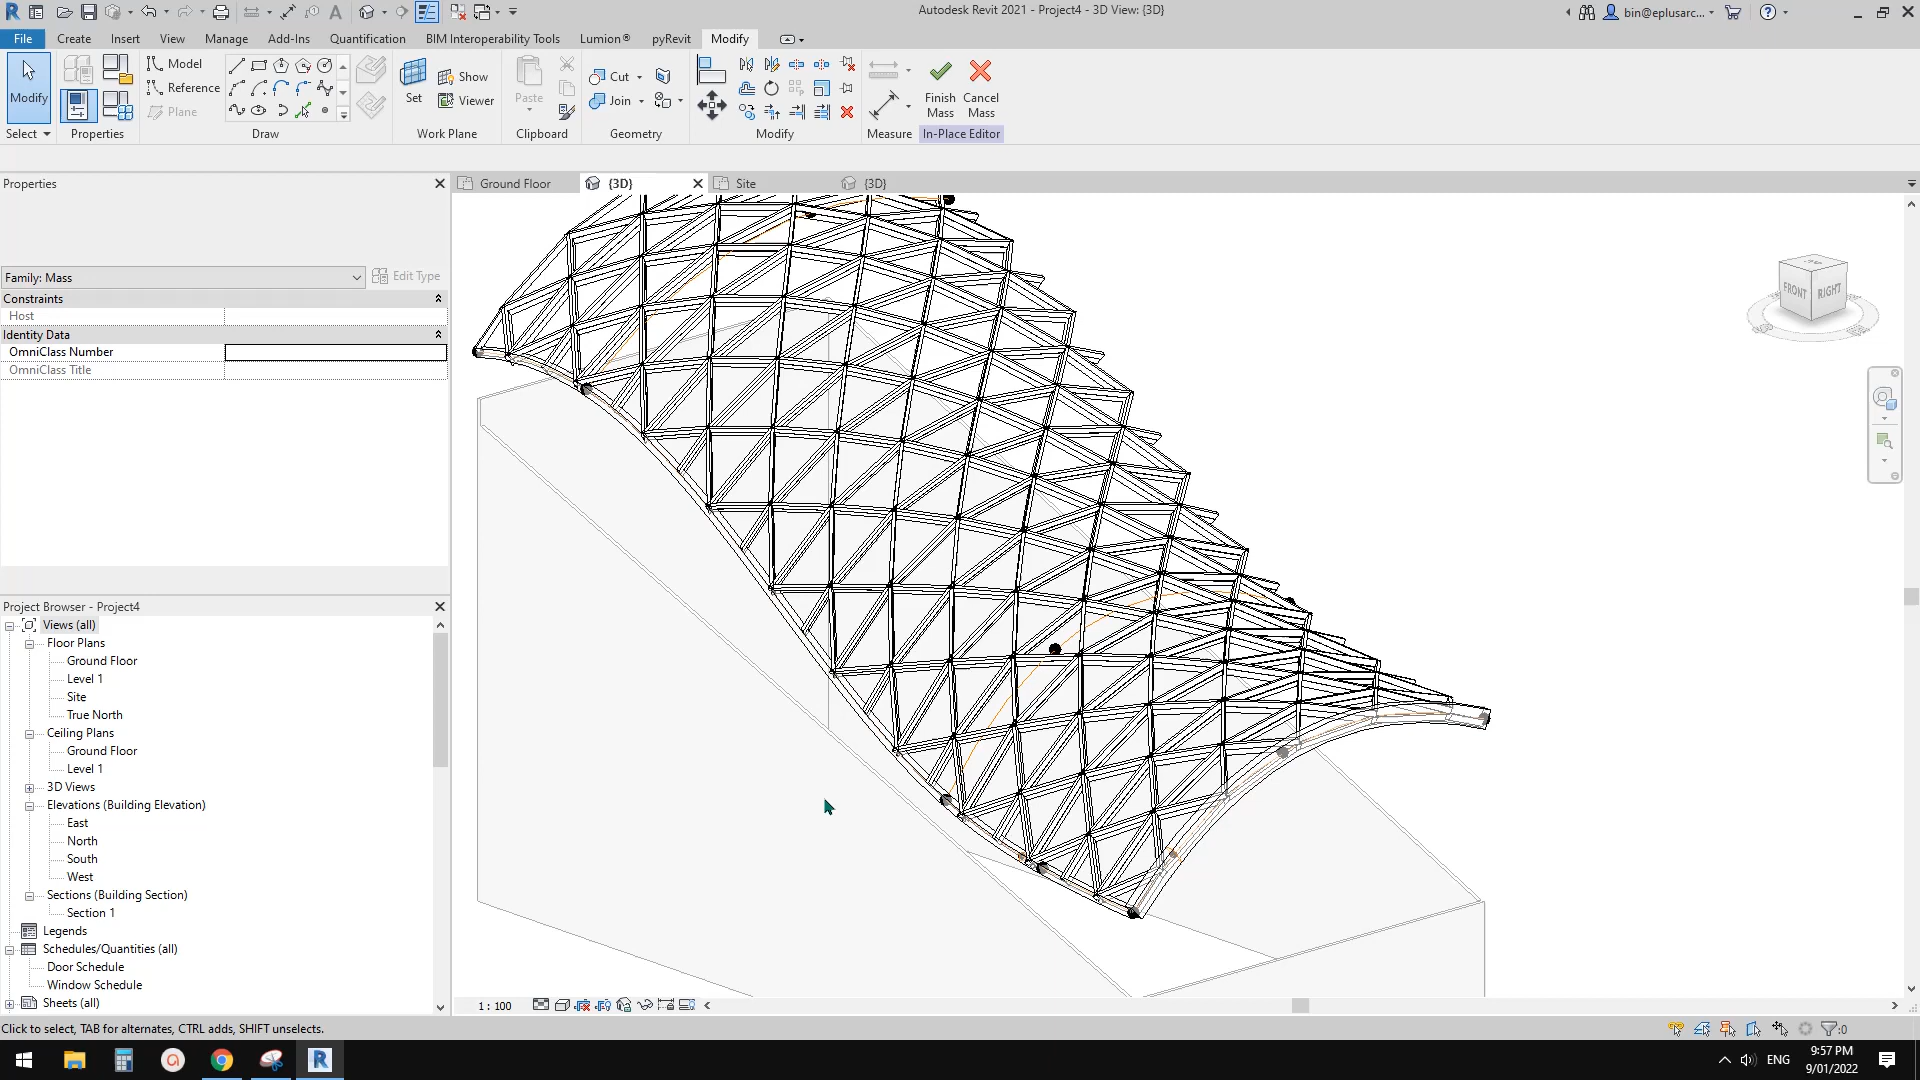 Autodesk Revit 2021 - Project4 - 3D View: {3D}
bin@eplusarc...
File
Create
Insert
View
Manage
Add-Ins
Quantification
BIM Interoperability Tools
Lumion®
pyRevit
Modify
Modify
Model
Reference
Plane
Set
Show
Viewer
Paste
Cut
Join
Finish Mass
Cancel Mass
Select
Properties
Draw
Work Plane
Clipboard
Geometry
Modify
Measure
In-Place Editor
Properties
Ground Floor
{3D}
Site
{3D}
Family: Mass
Edit Type
Constraints
Host
Identity Data
OmniClass Number
OmniClass Title
FRONT
RIGHT
Project Browser - Project4
Views (all)
Floor Plans
Ground Floor
Level 1
Site
True North
Ceiling Plans
Ground Floor
Level 1
3D Views
Elevations (Building Elevation)
East
North
South
West
Sections (Building Section)
Section 1
Legends
Schedules/Quantities (all)
Door Schedule
Window Schedule
Sheets (all)
1 : 100
Click to select, TAB for alternates, CTRL adds, SHIFT unselects.
:0
ENG
9:57 PM
9/01/2022